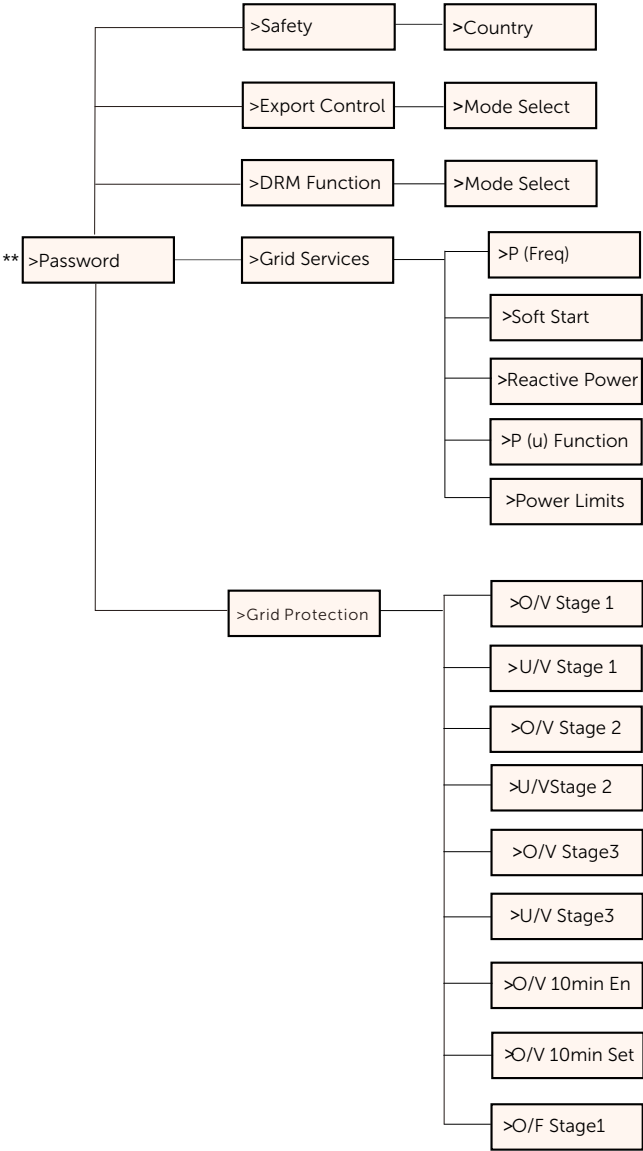 >Safety
>Country
>Export Control
>Mode Select
>DRM Function
>Mode Select
** >Password
>Grid Services
>P (Freq)
>Soft Start
>Reactive Power
>P (u) Function
>Power Limits
>Grid Protection
>O/V Stage 1
>U/V Stage 1
>O/V Stage 2
>U/VStage 2
>O/V Stage3
>U/V Stage3
>O/V 10min En
>O/V 10min Set
>O/F Stage1